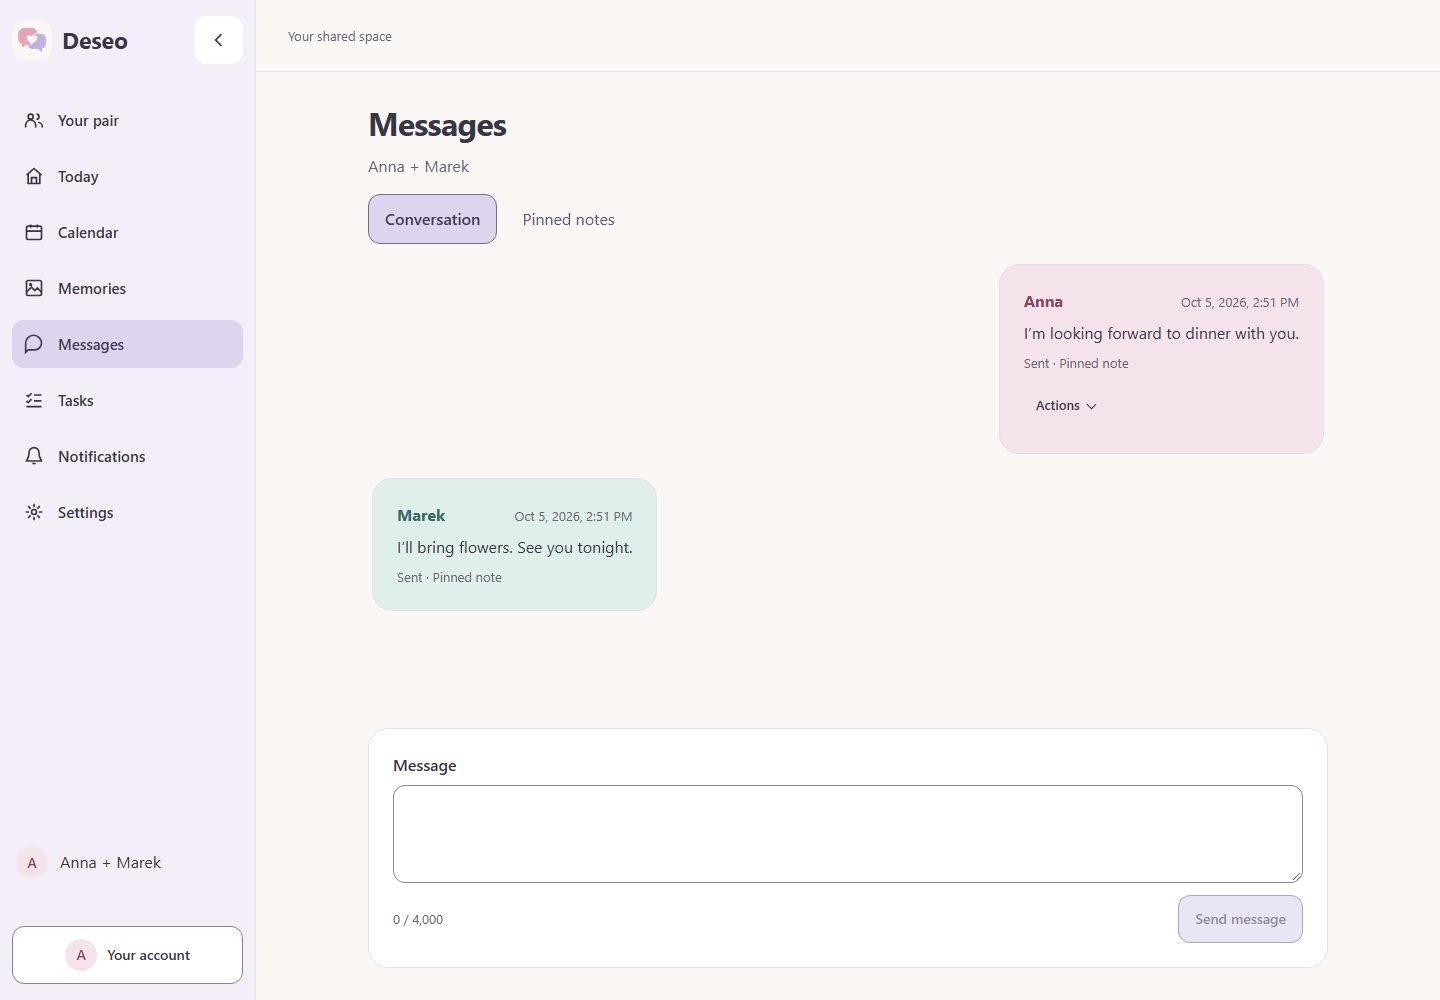 Deseo
Your pair
Today
Calendar
Memories
Messages
Tasks
Notifications
Settings
A Anna + Marek
A Your account
Your shared space
Messages
Anna + Marek
Conversation Pinned notes
Anna Oct 5, 2026, 2:51 PM
I'm looking forward to dinner with you.
Sent · Pinned note
Actions
Marek Oct 5, 2026, 2:51 PM
I'll bring flowers. See you tonight.
Sent · Pinned note
Message
0 / 4,000 Send message